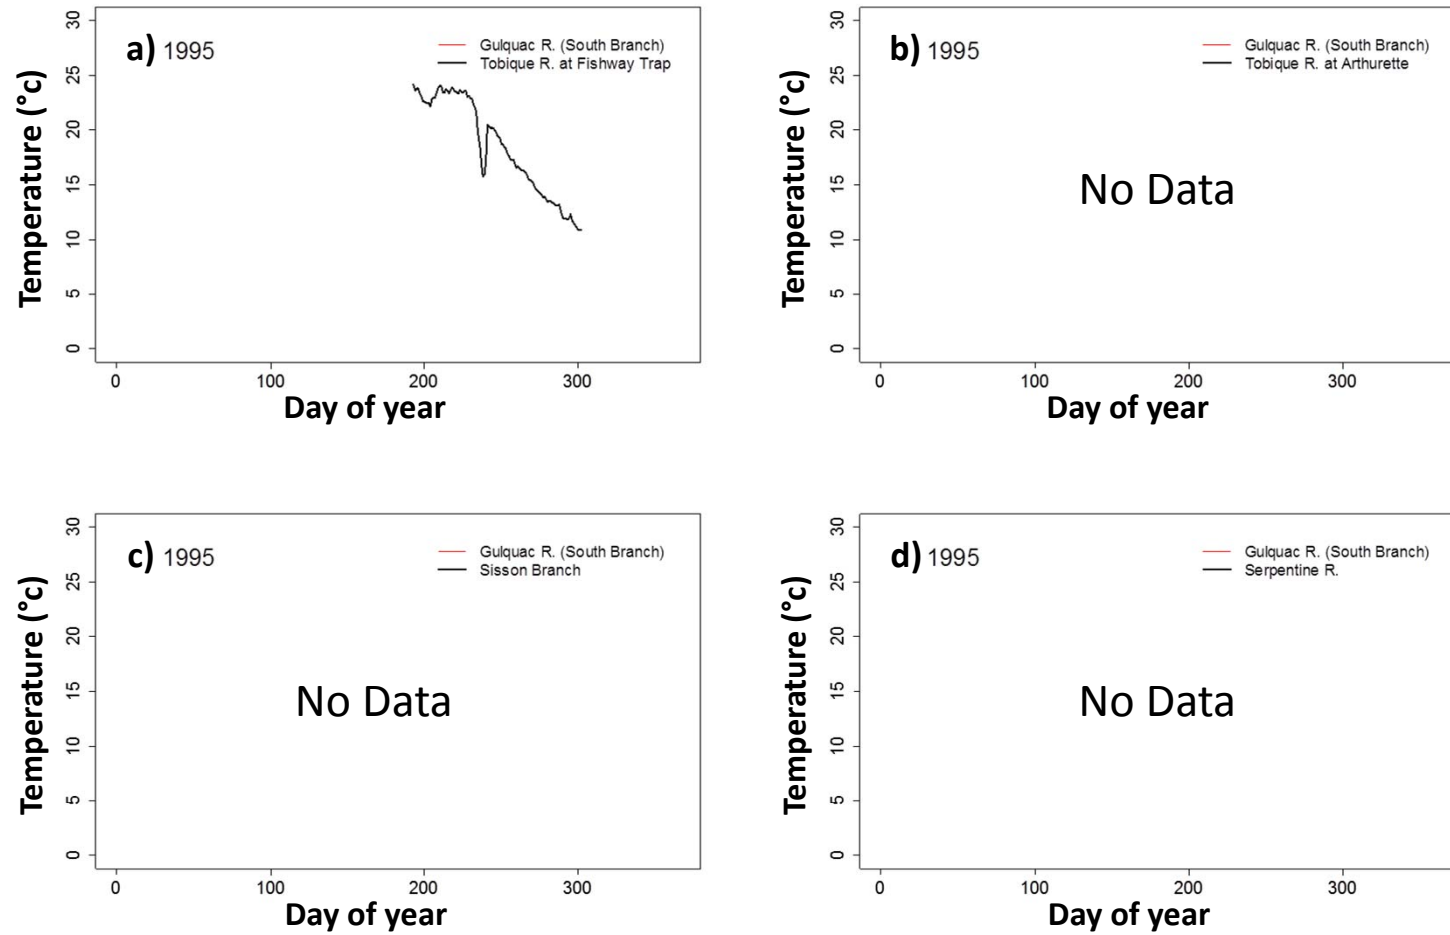 a) 1995
Gulquac R. (South Branch)
Tobique R. at Fishway Trap
Temperature (°c)
30
25
20
15
10
5
0
0 100 200 300
Day of year
b) 1995
Gulquac R. (South Branch)
Tobique R. at Arthurette
Temperature (°c)
30
25
20
15
10
5
0
No Data
0 100 200 300
Day of year
c) 1995
Gulquac R. (South Branch)
Sisson Branch
Temperature (°c)
30
25
20
15
10
5
0
No Data
0 100 200 300
Day of year
d) 1995
Gulquac R. (South Branch)
Serpentine R.
Temperature (°c)
30
25
20
15
10
5
0
No Data
0 100 200 300
Day of year